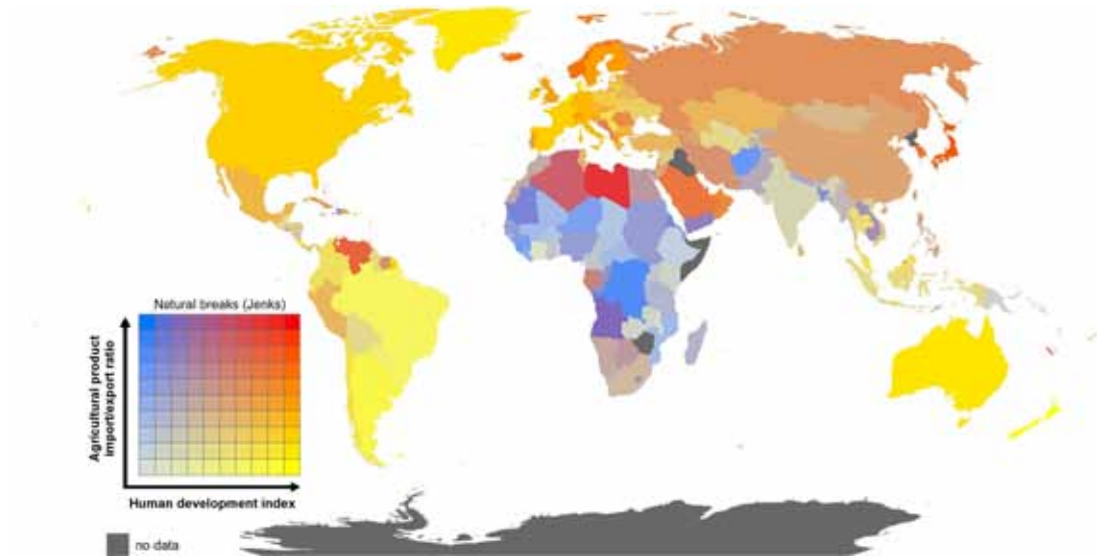 Natural breaks (Jenks)
Agricultural product
import/export ratio
Human development index
no data